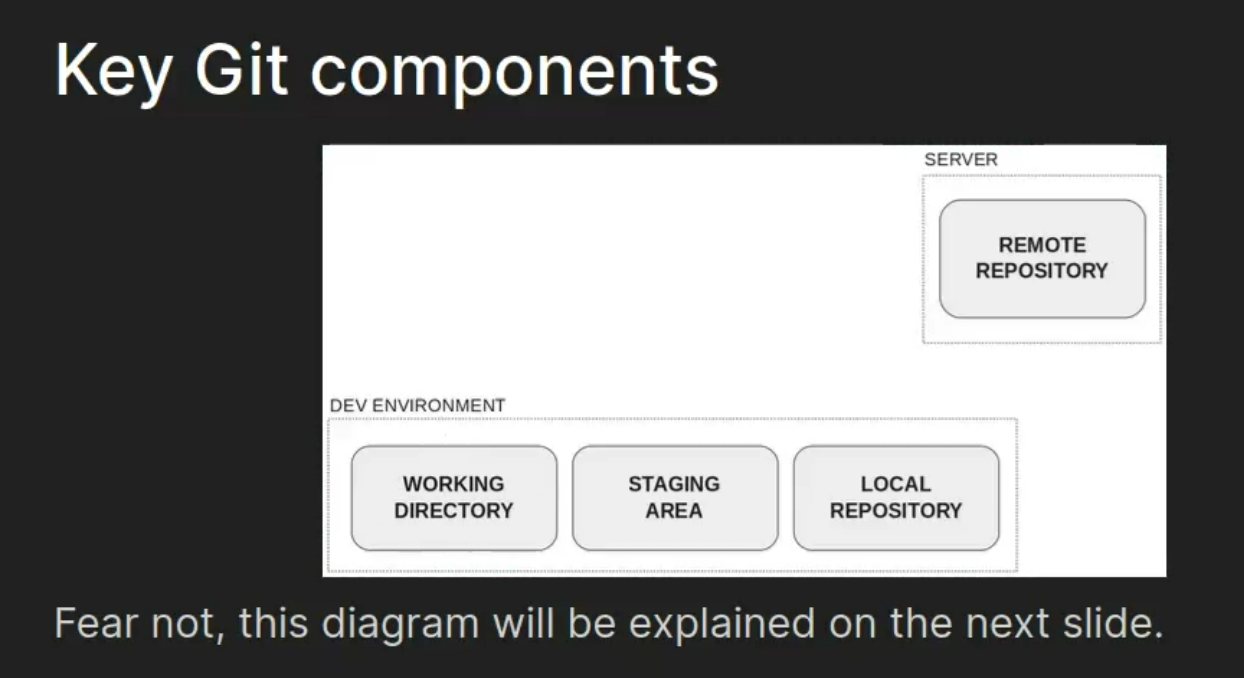 Key Git components
SERVER
REMOTE
REPOSITORY
DEV ENVIRONMENT
WORKING
DIRECTORY
STAGING
AREA
LOCAL
REPOSITORY
Fear not, this diagram will be explained on the next slide.